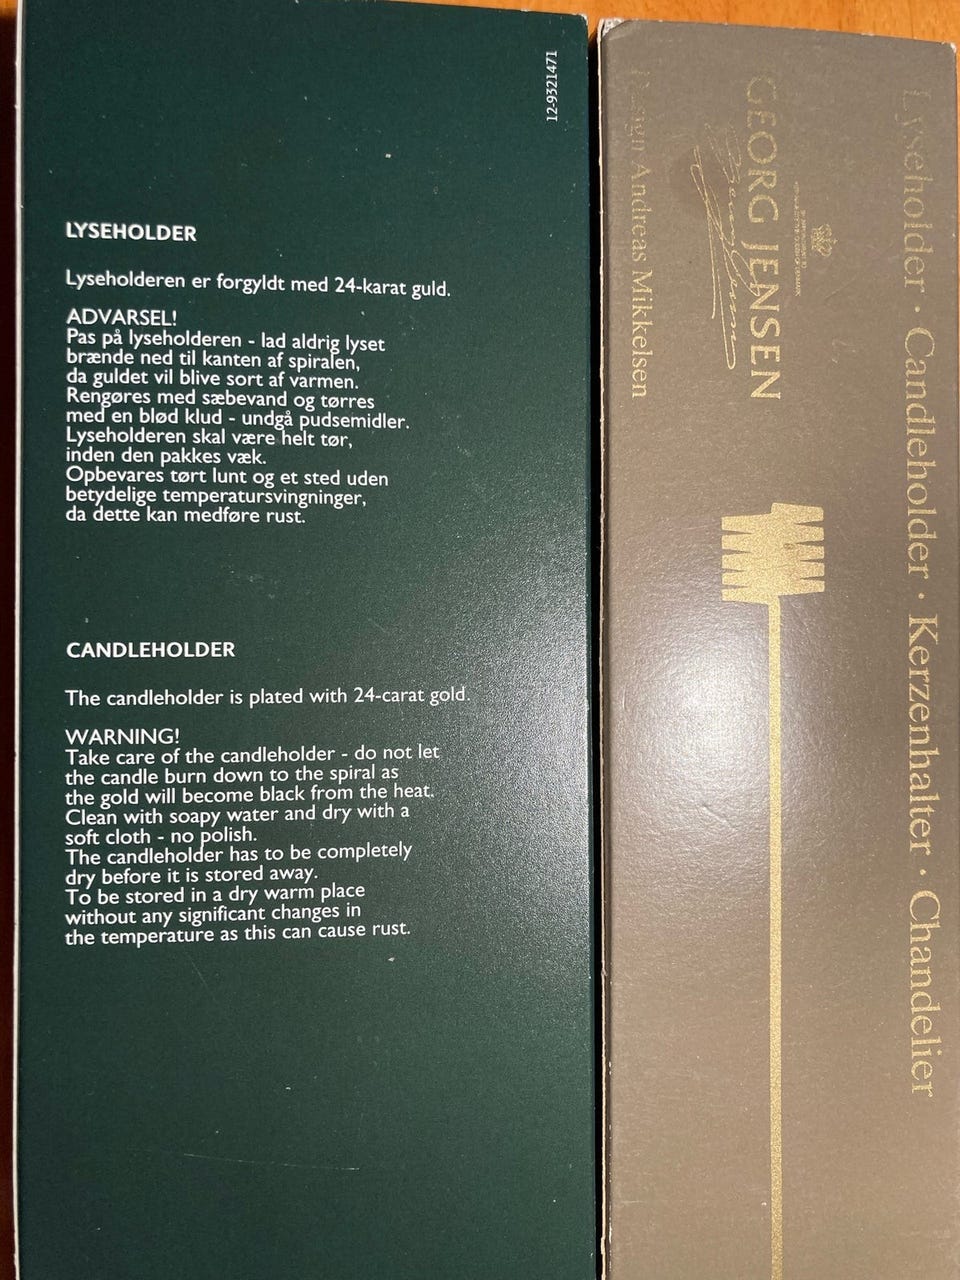 12-9321471
LYSEHOLDER
Lyseholderen er forgyldt med 24-karat guld.
ADVARSEL!
Pas på lyseholderen - lad aldrig lyset
brænde ned til kanten af spiralen,
da guldet vil blive sort af varmen.
Rengøres med sæbevand og tørres
med en blød klud - undgå pudsemidler.
Lyseholderen skal være helt tør,
inden den pakkes væk.
Opbevares tørt lunt og et sted uden
betydelige temperatursvingninger,
da dette kan medføre rust.
CANDLEHOLDER
The candleholder is plated with 24-carat gold.
WARNING!
Take care of the candleholder - do not let
the candle burn down to the spiral as
the gold will become black from the heat.
Clean with soapy water and dry with a
soft cloth - no polish.
The candleholder has to be completely
dry before it is stored away.
To be stored in a dry warm place
without any significant changes in
the temperature as this can cause rust.
Lyseholder · Candleholder · Kerzenhalter · Chandelier
GEORG JENSEN
Design Andreas Mikkelsen